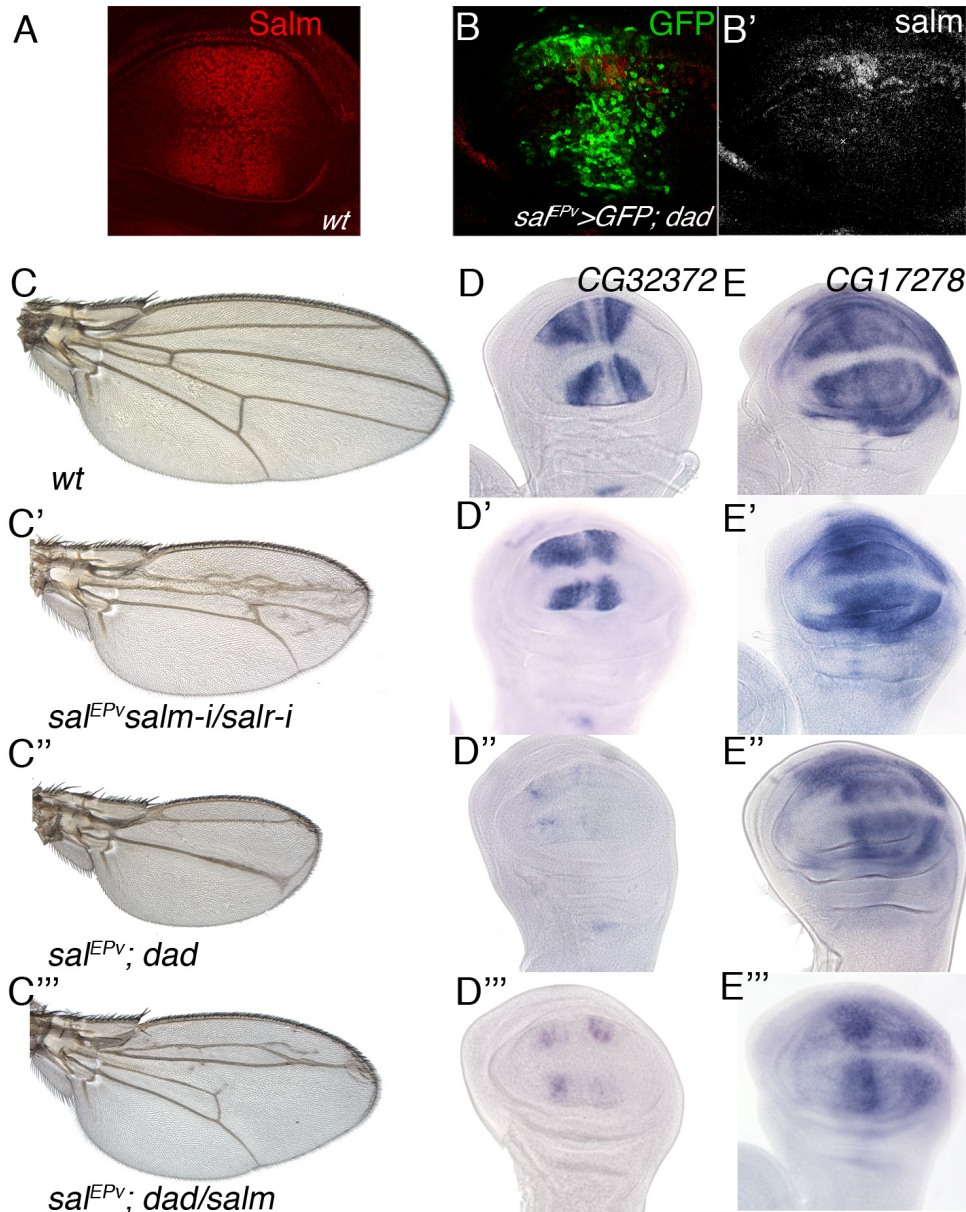 A Salm B GFP B' salm
wt sal^EPv>GFP; dad
C D CG32372 E CG17278
wt
C' D' E'
sal^EPv salm-i/salr-i
C'' D'' E''
sal^EPv; dad
C''' D''' E'''
sal^EPv; dad/salm